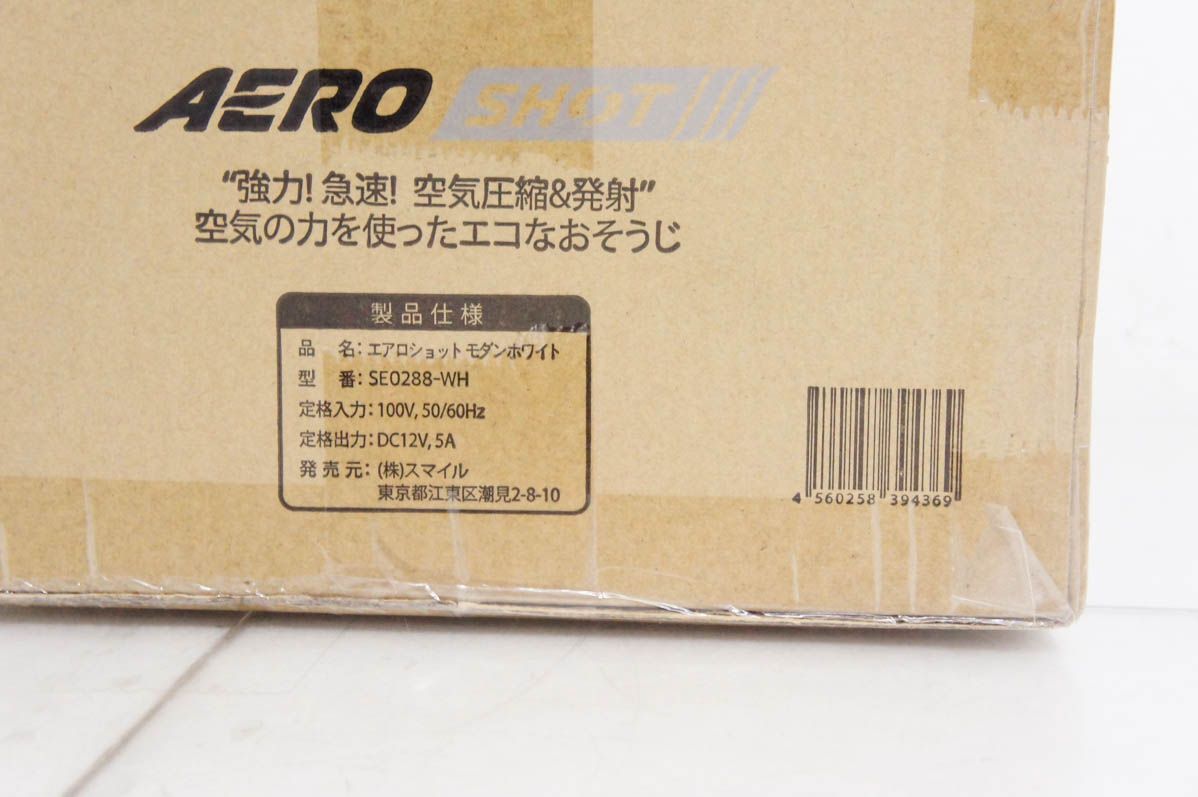 AERO SHOT
“強力! 急速! 空気圧縮&発射”
空気の力を使ったエコなおそうじ
製品仕様
品 名: エアロショット モダンホワイト
型 番: SE0288-WH
定格入力: 100V, 50/60Hz
定格出力: DC12V, 5A
発 売 元: (株)スマイル
東京都江東区潮見2-8-10
4 560258 394369